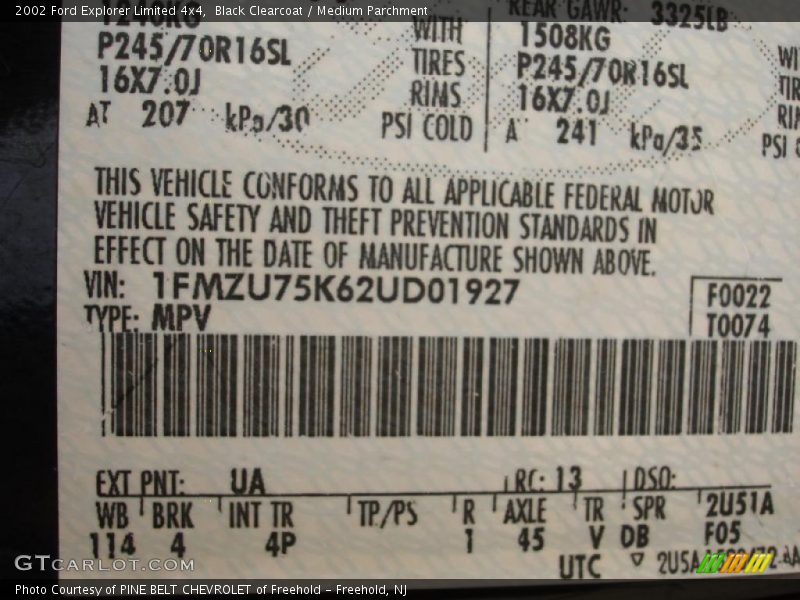 2002 Ford Explorer Limited 4x4, Black Clearcoat / Medium Parchment
1240KG WITH REAR GAWR: 3325LB
P245/70R16SL TIRES 1508KG
16X7.0J RIMS P245/70R16SL
AT 207 kPa/30 PSI COLD 16X7.0J
A 241 kPa/35 PSI
THIS VEHICLE CONFORMS TO ALL APPLICABLE FEDERAL MOTOR
VEHICLE SAFETY AND THEFT PREVENTION STANDARDS IN
EFFECT ON THE DATE OF MANUFACTURE SHOWN ABOVE.
VIN: 1FMZU75K62UD01927 F0022
TYPE: MPV T0074
EXT PNT: UA RC: 13 DSO:
WB BRK INT TR TP/PS R AXLE TR SPR 2U51A
114 4 4P 1 45 V DB F05
UTC
GTCarLot.com
Photo Courtesy of PINE BELT CHEVROLET of Freehold - Freehold, NJ